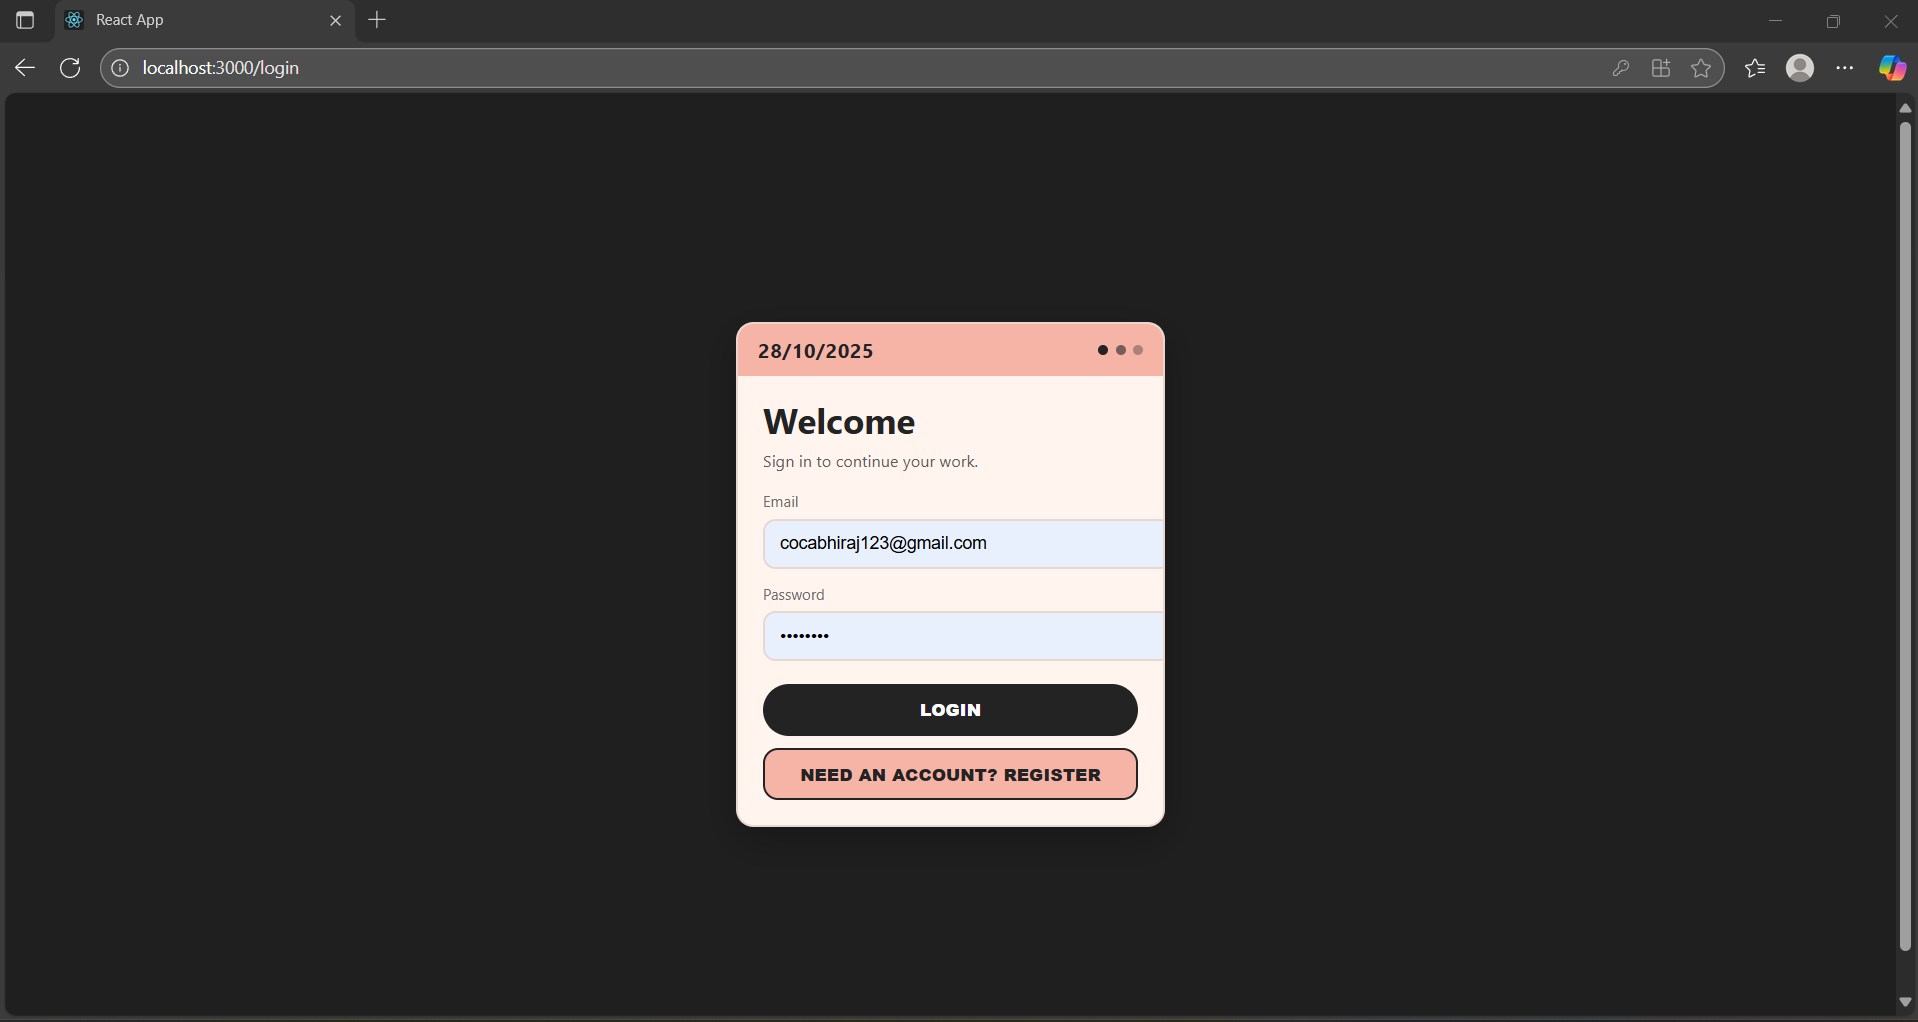 React App
localhost:3000/login
28/10/2025
Welcome
Sign in to continue your work.
Email
cocabhiraj123@gmail.com
Password
••••••••
LOGIN
NEED AN ACCOUNT? REGISTER